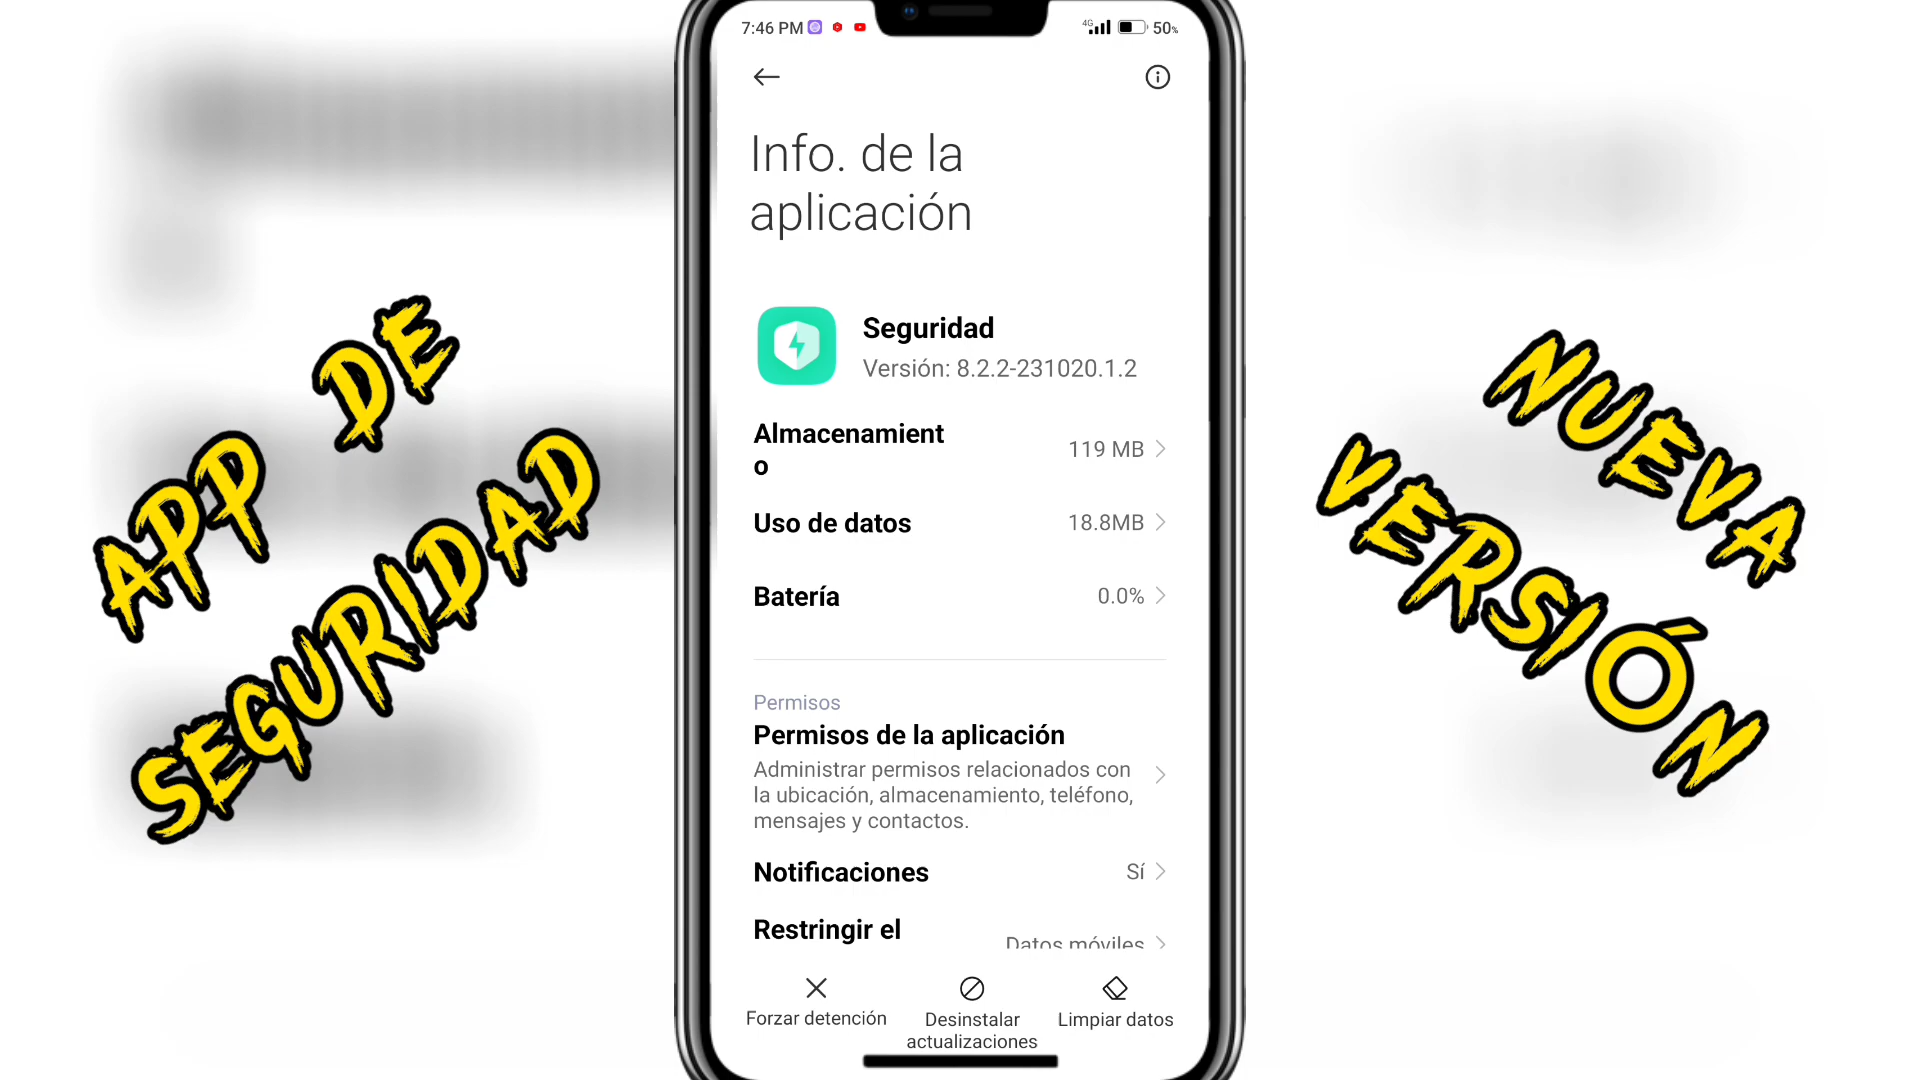 7:46 PM
4G
50%
Info. de la
aplicación
Seguridad
Versión: 8.2.2-231020.1.2
Almacenamient
o
119 MB
Uso de datos
18.8MB
Batería
0.0%
Permisos
Permisos de la aplicación
Administrar permisos relacionados con
la ubicación, almacenamiento, teléfono,
mensajes y contactos.
Notificaciones
Sí
Restringir el
Datos móviles
Forzar detención
Desinstalar
actualizaciones
Limpiar datos
APP DE
SEGURIDAD
NUEVA
VERSIÓN